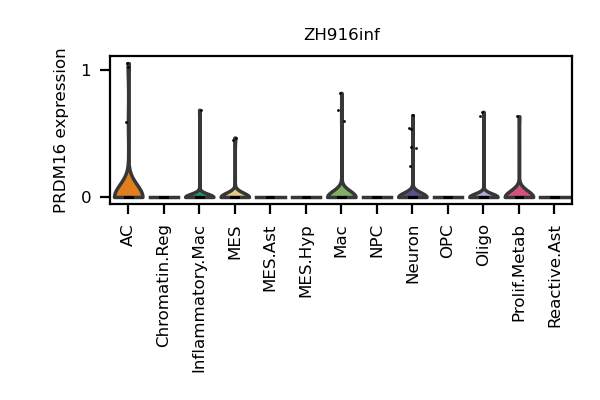 ZH916inf
PRDM16 expression
1
0
AC
Chromatin.Reg
Inflammatory.Mac
MES
MES.Ast
MES.Hyp
Mac
NPC
Neuron
OPC
Oligo
Prolif.Metab
Reactive.Ast